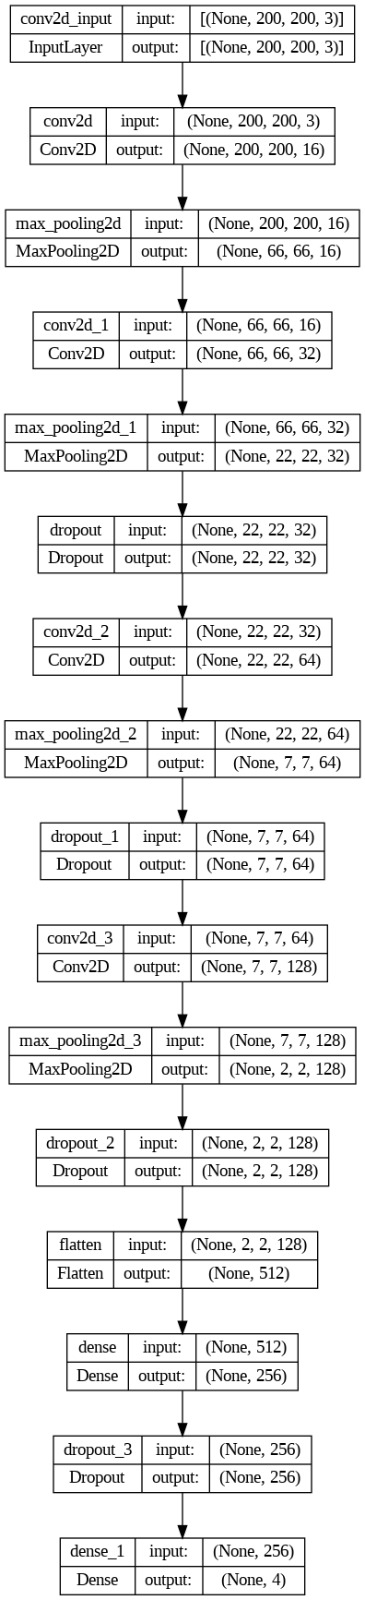 conv2d_input input: [(None, 200, 200, 3)]
InputLayer output: [(None, 200, 200, 3)]
conv2d input: (None, 200, 200, 3)
Conv2D output: (None, 200, 200, 16)
max_pooling2d input: (None, 200, 200, 16)
MaxPooling2D output: (None, 66, 66, 16)
conv2d_1 input: (None, 66, 66, 16)
Conv2D output: (None, 66, 66, 32)
max_pooling2d_1 input: (None, 66, 66, 32)
MaxPooling2D output: (None, 22, 22, 32)
dropout input: (None, 22, 22, 32)
Dropout output: (None, 22, 22, 32)
conv2d_2 input: (None, 22, 22, 32)
Conv2D output: (None, 22, 22, 64)
max_pooling2d_2 input: (None, 22, 22, 64)
MaxPooling2D output: (None, 7, 7, 64)
dropout_1 input: (None, 7, 7, 64)
Dropout output: (None, 7, 7, 64)
conv2d_3 input: (None, 7, 7, 64)
Conv2D output: (None, 7, 7, 128)
max_pooling2d_3 input: (None, 7, 7, 128)
MaxPooling2D output: (None, 2, 2, 128)
dropout_2 input: (None, 2, 2, 128)
Dropout output: (None, 2, 2, 128)
flatten input: (None, 2, 2, 128)
Flatten output: (None, 512)
dense input: (None, 512)
Dense output: (None, 256)
dropout_3 input: (None, 256)
Dropout output: (None, 256)
dense_1 input: (None, 256)
Dense output: (None, 4)